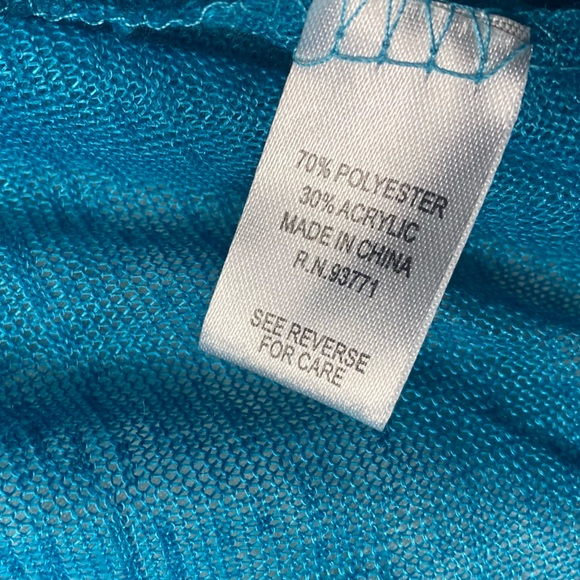 70% POLYESTER
30% ACRYLIC
MADE IN CHINA
R.N.93771
SEE REVERSE
FOR CARE